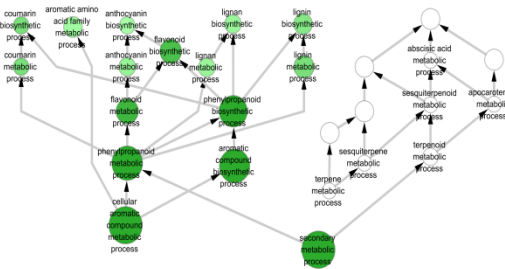 coumarin
biosynthetic
process
aromatic amino
acid family
metabolic
process
anthocyanin
biosynthetic
process
flavonoid
biosynthetic
process
lignan
biosynthetic
process
lignin
biosynthetic
process
coumarin
metabolic
process
anthocyanin
metabolic
process
lignan
metabolic
process
lignin
metabolic
process
abscisic acid
metabolic
process
flavonoid
metabolic
process
phenylpropanoid
biosynthetic
process
sesquiterpenoid
metabolic
process
apocaroten
metabolic
process
phenylpropanoid
metabolic
process
aromatic
compound
biosynthetic
process
sesquiterpene
metabolic
process
terpenoid
metabolic
process
terpene
metabolic
process
cellular
aromatic
compound
metabolic
process
secondary
metabolic
process